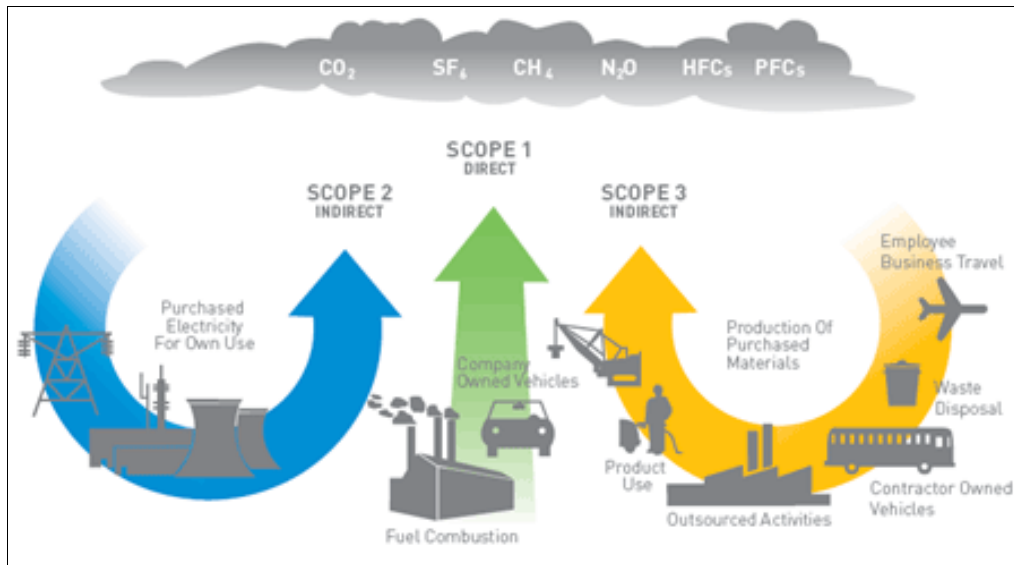 CO₂ SF₆ CH₄ N₂O HFCs PFCs
SCOPE 1
DIRECT
SCOPE 2
INDIRECT
SCOPE 3
INDIRECT
Purchased
Electricity
For Own Use
Company
Owned Vehicles
Fuel Combustion
Employee
Business Travel
Production Of
Purchased
Materials
Waste
Disposal
Product
Use
Contractor Owned
Vehicles
Outsourced Activities